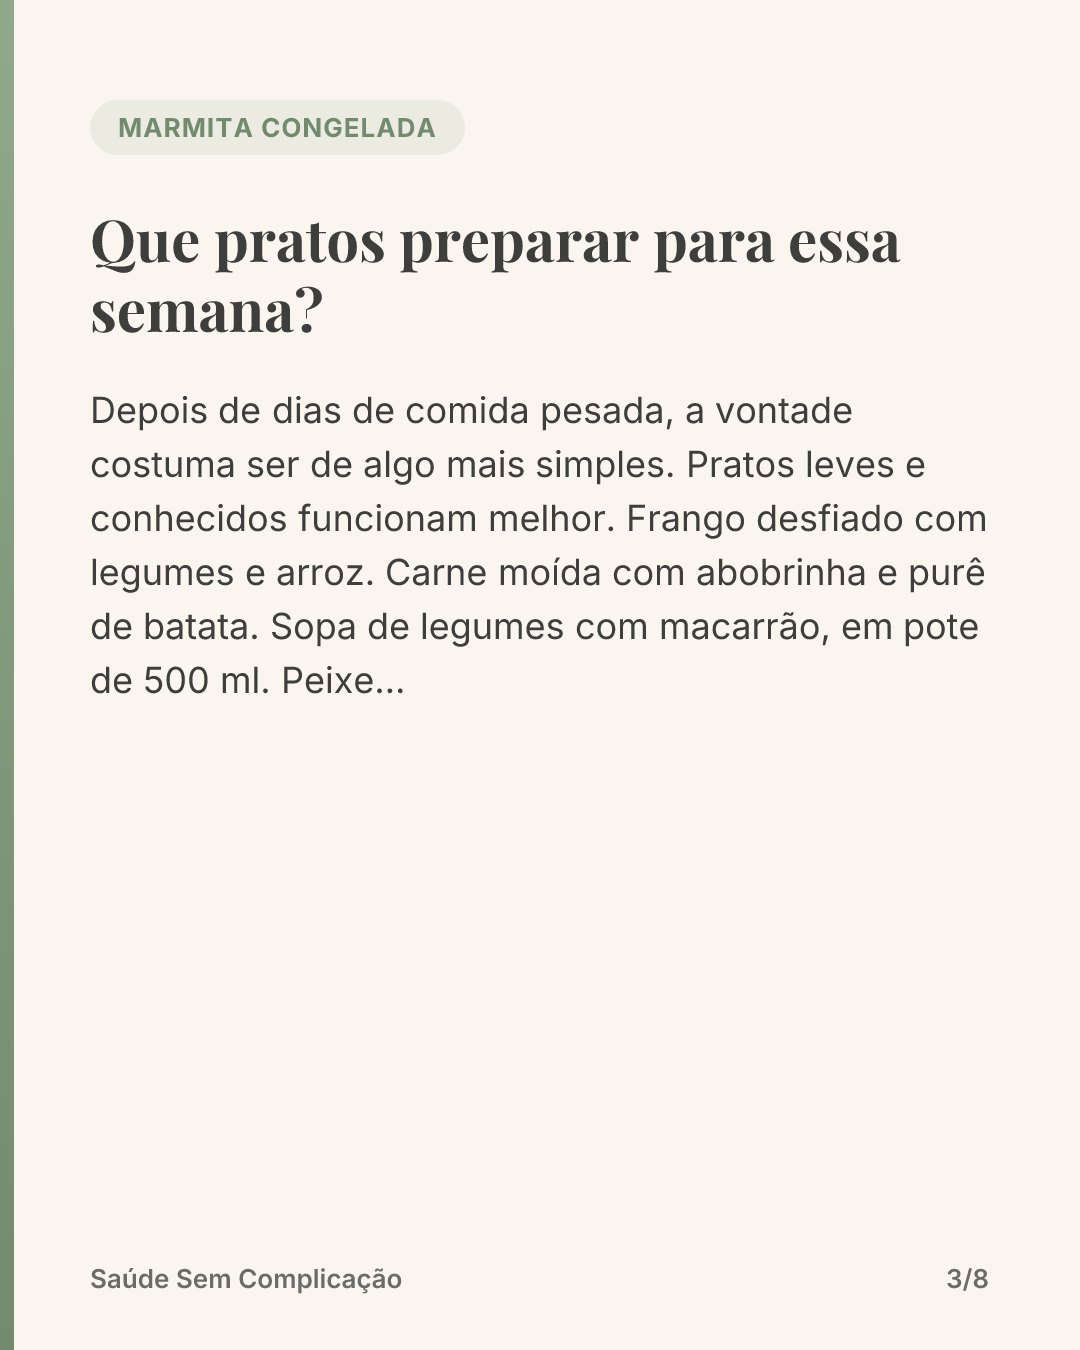 MARMITA CONGELADA
Que pratos preparar para essa
semana?
Depois de dias de comida pesada, a vontade
costuma ser de algo mais simples. Pratos leves e
conhecidos funcionam melhor. Frango desfiado com
legumes e arroz. Carne moída com abobrinha e purê
de batata. Sopa de legumes com macarrão, em pote
de 500 ml. Peixe...
Saúde Sem Complicação
3/8